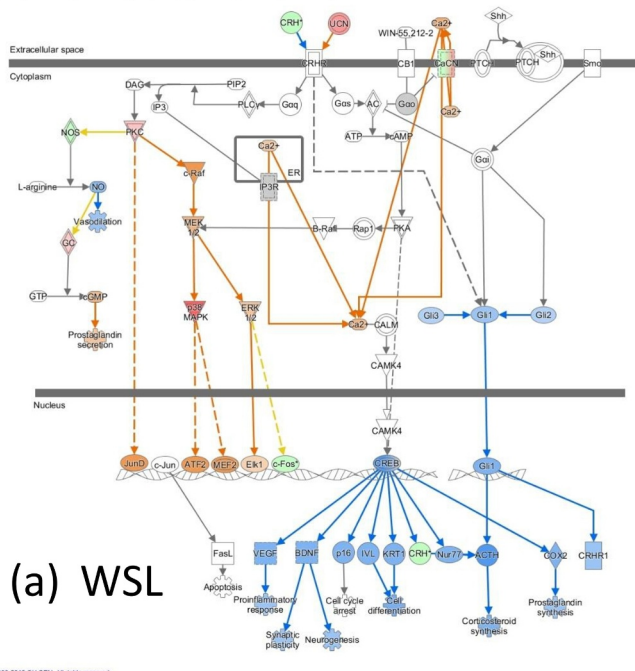 CRH*
UCN
WIN-55,212-2
Ca2+
Shh
Extracellular space
CRHR
CB1
CaCN
PTCH
PTCH
Shh
Smo
Cytoplasm
DAG
PIP2
IP3
PLC
Gαq
Gαs
AC
Gαo
Ca2+
NOS
PKC
ATP
cAMP
Ca2+
ER
Gαi
L-arginine
NO
c-Raf
IP3R
Vasodilation
GC
MEK
1/2
B-Raf
Rap1
PKA
GTP
cGMP
p38
MAPK
ERK
1/2
Ca2+
CALM
Gli3
Gli1
Gli2
Prostaglandin
secretion
CAMK4
Nucleus
CAMK4
JunD
c-Jun
ATF2
MEF2
Elk1
c-Fos*
CREB
Gli1
FasL
VEGF
BDNF
p16
IVL
KRT1
CRH*
Nur77
ACTH
COX2
CRHR1
(a) WSL
Apoptosis
Proinflammatory
response
Cell cycle
arrest
Cell
differentiation
Prostaglandin
synthesis
Synaptic
plasticity
Neurogenesis
Corticosteroid
synthesis